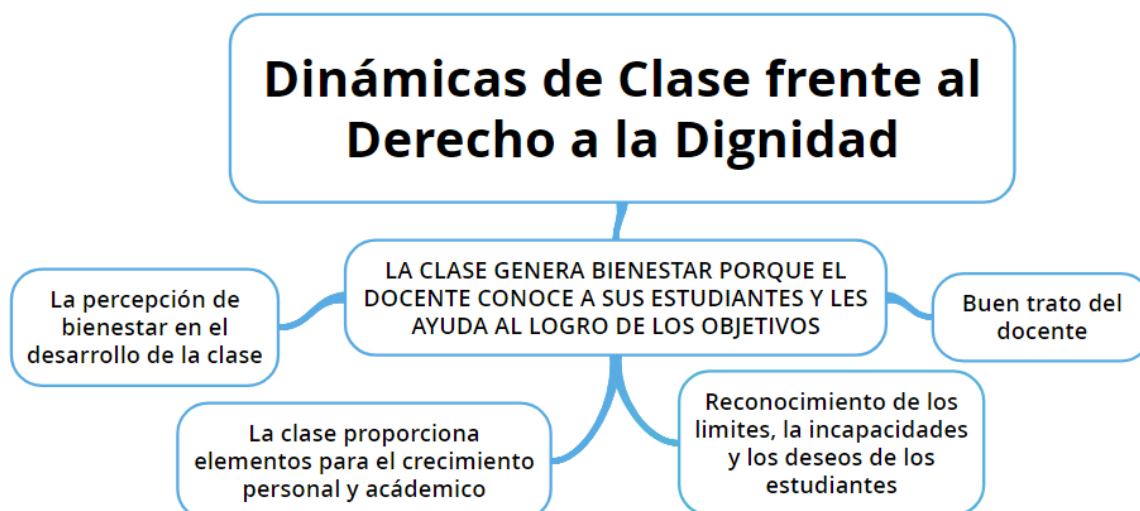 Dinámicas de Clase frente al
Derecho a la Dignidad
LA CLASE GENERA BIENESTAR PORQUE EL
DOCENTE CONOCE A SUS ESTUDIANTES Y LES
AYUDA AL LOGRO DE LOS OBJETIVOS
La percepción de
bienestar en el
desarrollo de la clase
Buen trato del
docente
La clase proporciona
elementos para el crecimiento
personal y acádemico
Reconocimiento de los
limites, la incapacidades
y los deseos de los
estudiantes